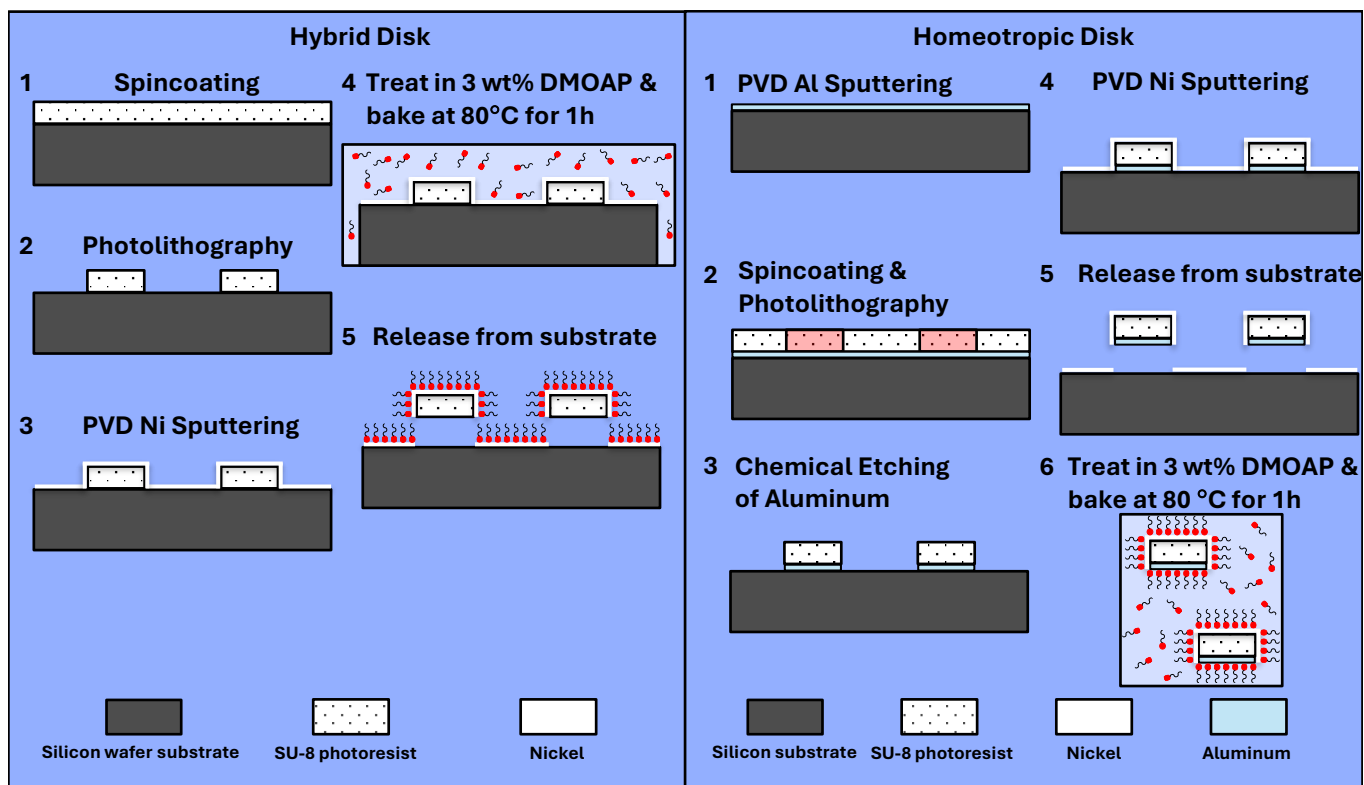 Hybrid Disk
1 Spincoating
2 Photolithography
3 PVD Ni Sputtering
4 Treat in 3 wt% DMOAP &
bake at 80°C for 1h
5 Release from substrate
Silicon wafer substrate
SU-8 photoresist
Nickel
Homeotropic Disk
1 PVD Al Sputtering
2 Spincoating &
Photolithography
3 Chemical Etching
of Aluminum
4 PVD Ni Sputtering
5 Release from substrate
6 Treat in 3 wt% DMOAP &
bake at 80 °C for 1h
Silicon substrate
SU-8 photoresist
Nickel
Aluminum